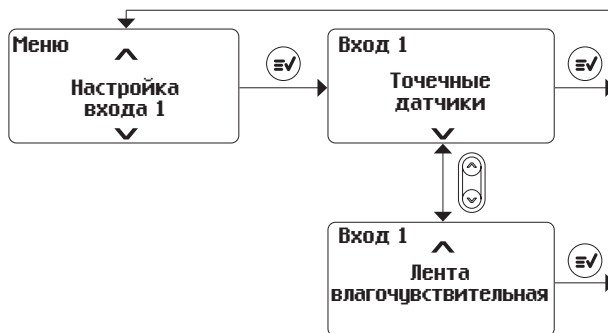 Меню
Настройка
входа 1
Вход 1
Точечные
датчики
Вход 1
Лента
влагочувствительная